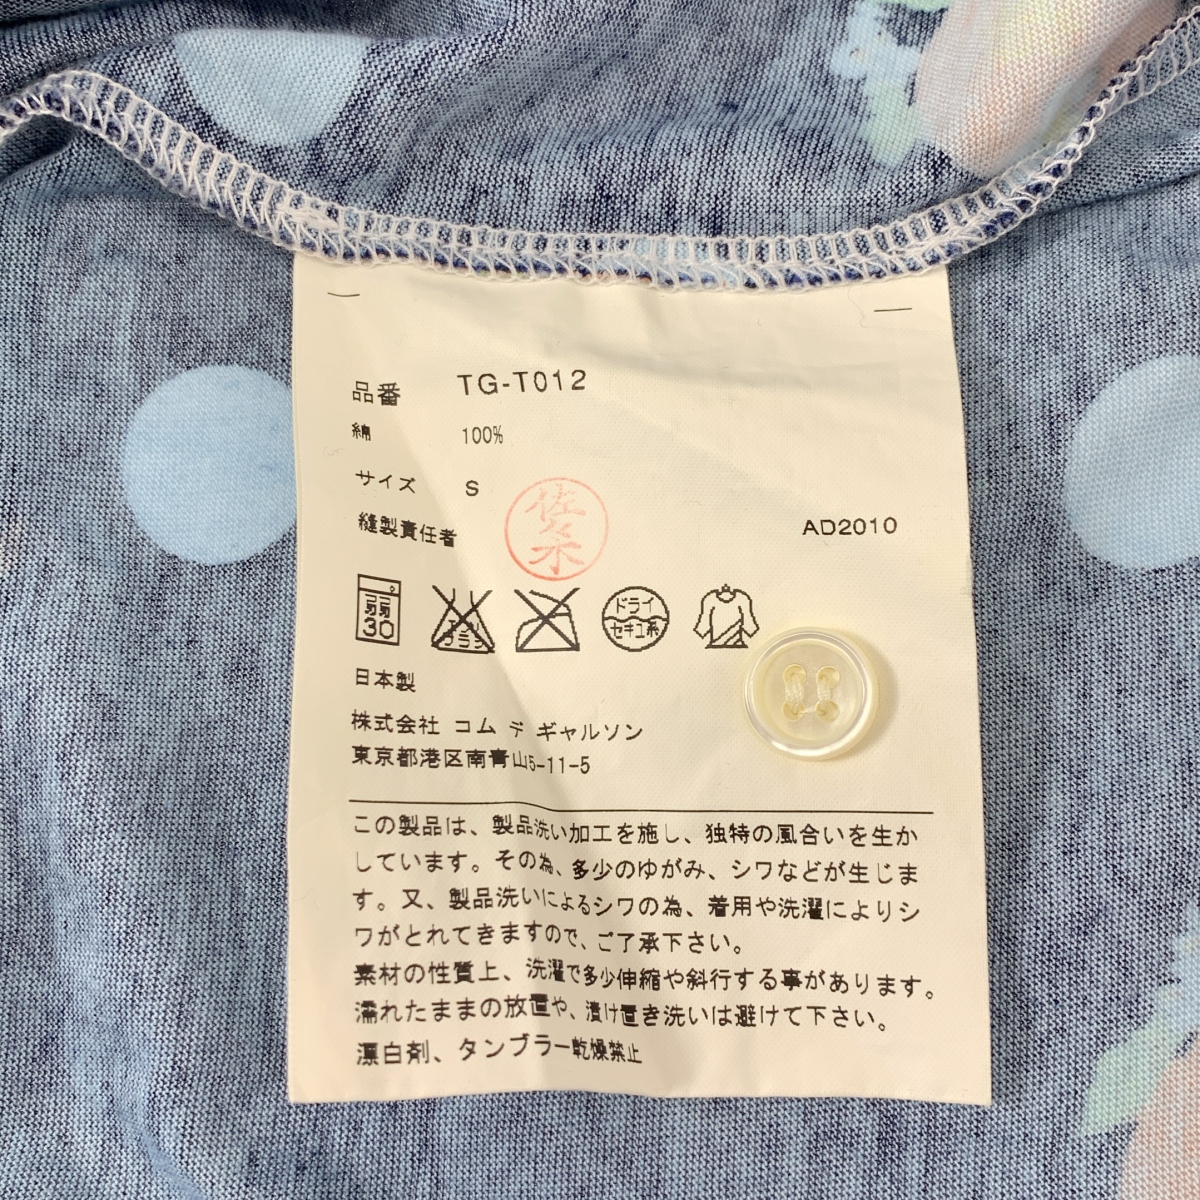 品番 TG-T012
綿 100%
サイズ S
縫製責任者 佐々木 AD2010
弱 30
エンソ サラシ
ドライ
セキユ系
日本製
株式会社 コム デ ギャルソン
東京都港区南青山5-11-5
この製品は、製品洗い加工を施し、独特の風合いを生か
しています。その為、多少のゆがみ、シワなどが生じま
す。又、製品洗いによるシワの為、着用や洗濯によりシ
ワがとれてきますので、ご了承下さい。
素材の性質上、洗濯で多少伸縮や斜行する事があります。
濡れたままの放置や、漬け置き洗いは避けて下さい。
漂白剤、タンブラー乾燥禁止